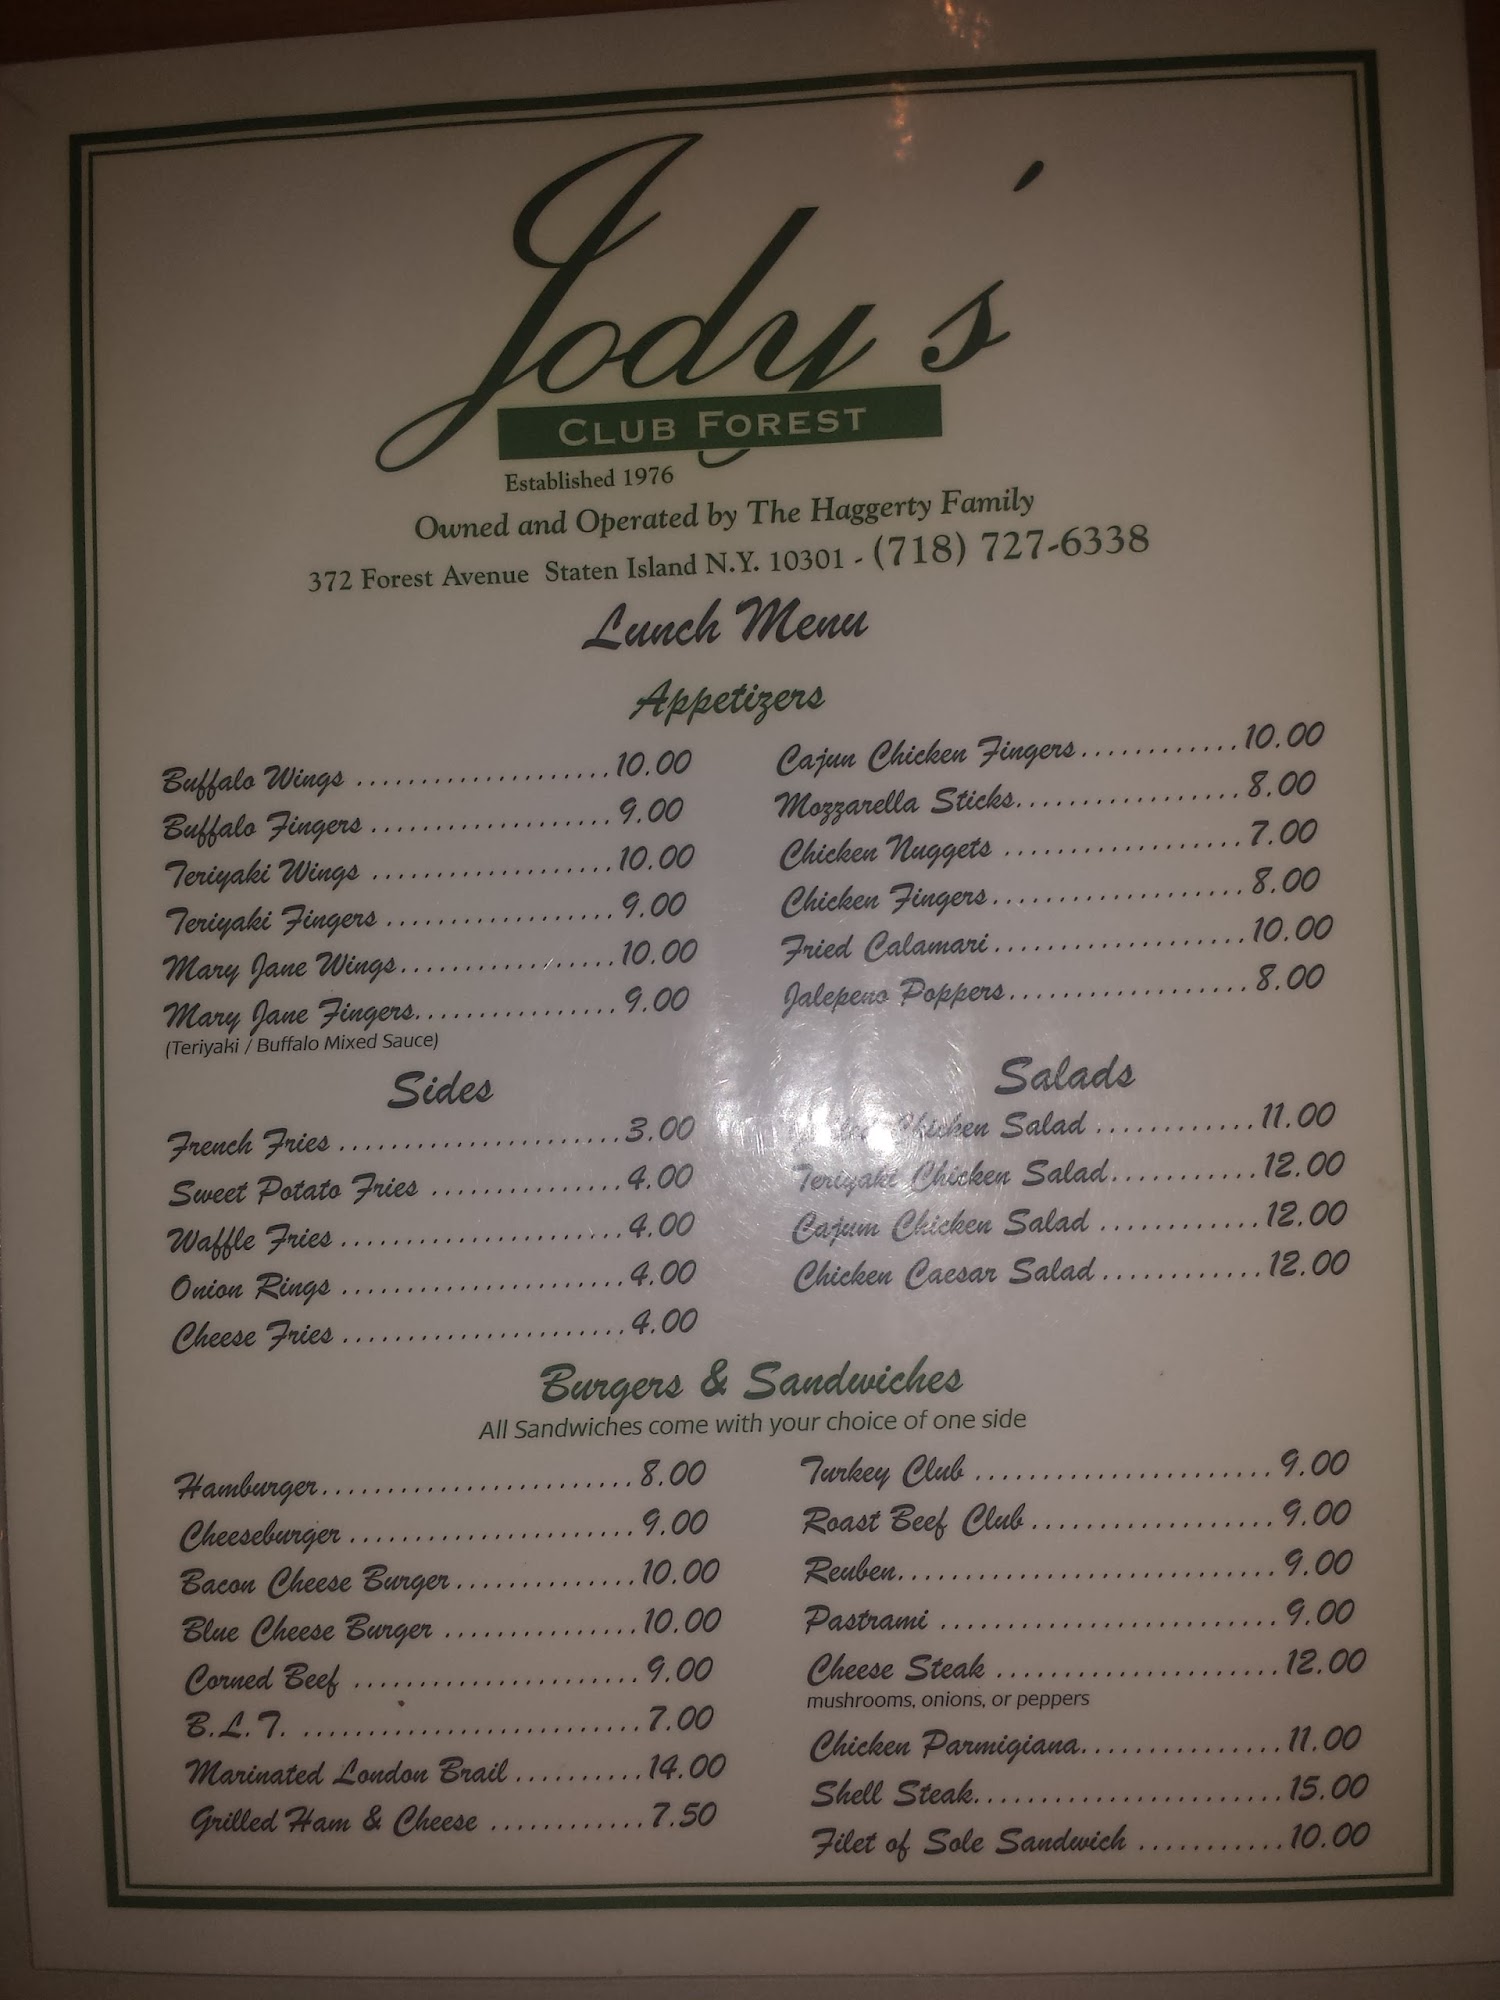 Jody's
CLUB FOREST
Established 1976
Owned and Operated by The Haggerty Family
372 Forest Avenue Staten Island N.Y. 10301 - (718) 727-6338
Lunch Menu
Appetizers
Buffalo Wings ....................10.00
Buffalo Fingers ...................9.00
Teriyaki Wings ...................10.00
Teriyaki Fingers ..................9.00
Mary Jane Wings.................10.00
Mary Jane Fingers................9.00
(Teriyaki / Buffalo Mixed Sauce)
Cajun Chicken Fingers............10.00
Mozzarella Sticks..................8.00
Chicken Nuggets ...................7.00
Chicken Fingers....................8.00
Fried Calamari....................10.00
Jalepeno Poppers...................8.00
Sides
French Fries ......................3.00
Sweet Potato Fries ...............4.00
Waffle Fries ......................4.00
Onion Rings ......................4.00
Cheese Fries ......................4.00
Salads
Chicken Salad ............11.00
Teriyaki Chicken Salad...........12.00
Cajum Chicken Salad ............12.00
Chicken Caesar Salad............12.00
Burgers & Sandwiches
All Sandwiches come with your choice of one side
Hamburger........................8.00
Cheeseburger ......................9.00
Bacon Cheese Burger..............10.00
Blue Cheese Burger ...............10.00
Corned Beef ......................9.00
B.L.T. ..........................7.00
Marinated London Brail ..........14.00
Grilled Ham & Cheese ............7.50
Turkey Club ......................9.00
Roast Beef Club ...................9.00
Reuben.............................9.00
Pastrami ..........................9.00
Cheese Steak ......................12.00
mushrooms, onions, or peppers
Chicken Parmigiana................11.00
Shell Steak........................15.00
Filet of Sole Sandwich ...........10.00